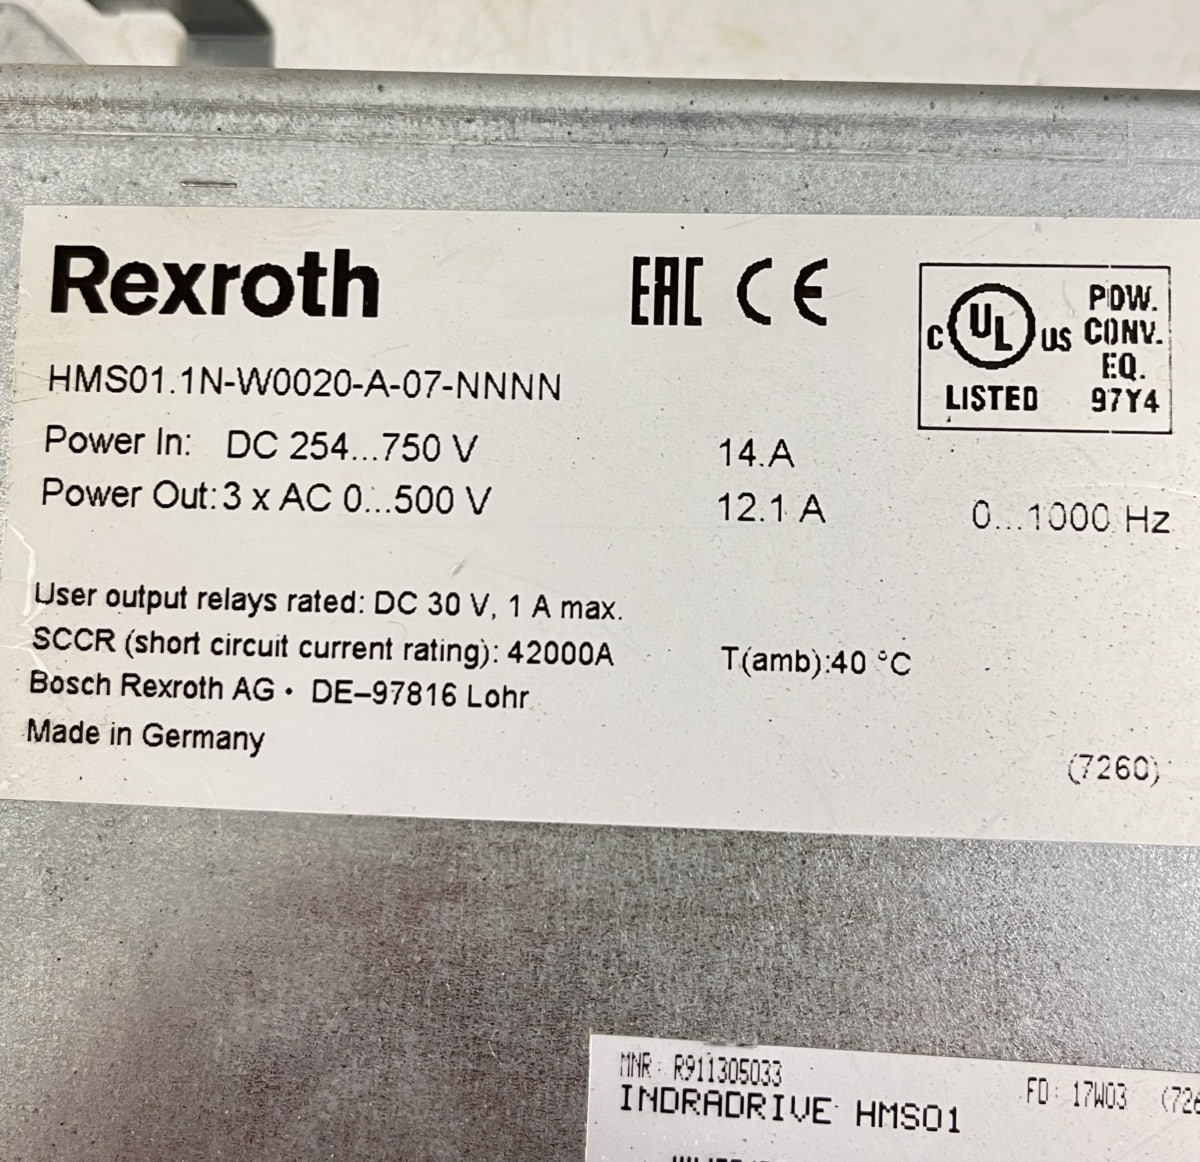 Rexroth
EAC CE
C UL US
LISTED
POW.
CONV.
EQ.
97Y4
HMS01.1N-W0020-A-07-NNNN
Power In: DC 254...750 V 14.A
Power Out: 3 x AC 0...500 V 12.1 A 0...1000 Hz
User output relays rated: DC 30 V, 1 A max.
SCCR (short circuit current rating): 42000A T(amb):40 °C
Bosch Rexroth AG · DE–97816 Lohr
Made in Germany
(7260)
MNR: R911305033
FD: 17W03
INDRADRIVE HMS01